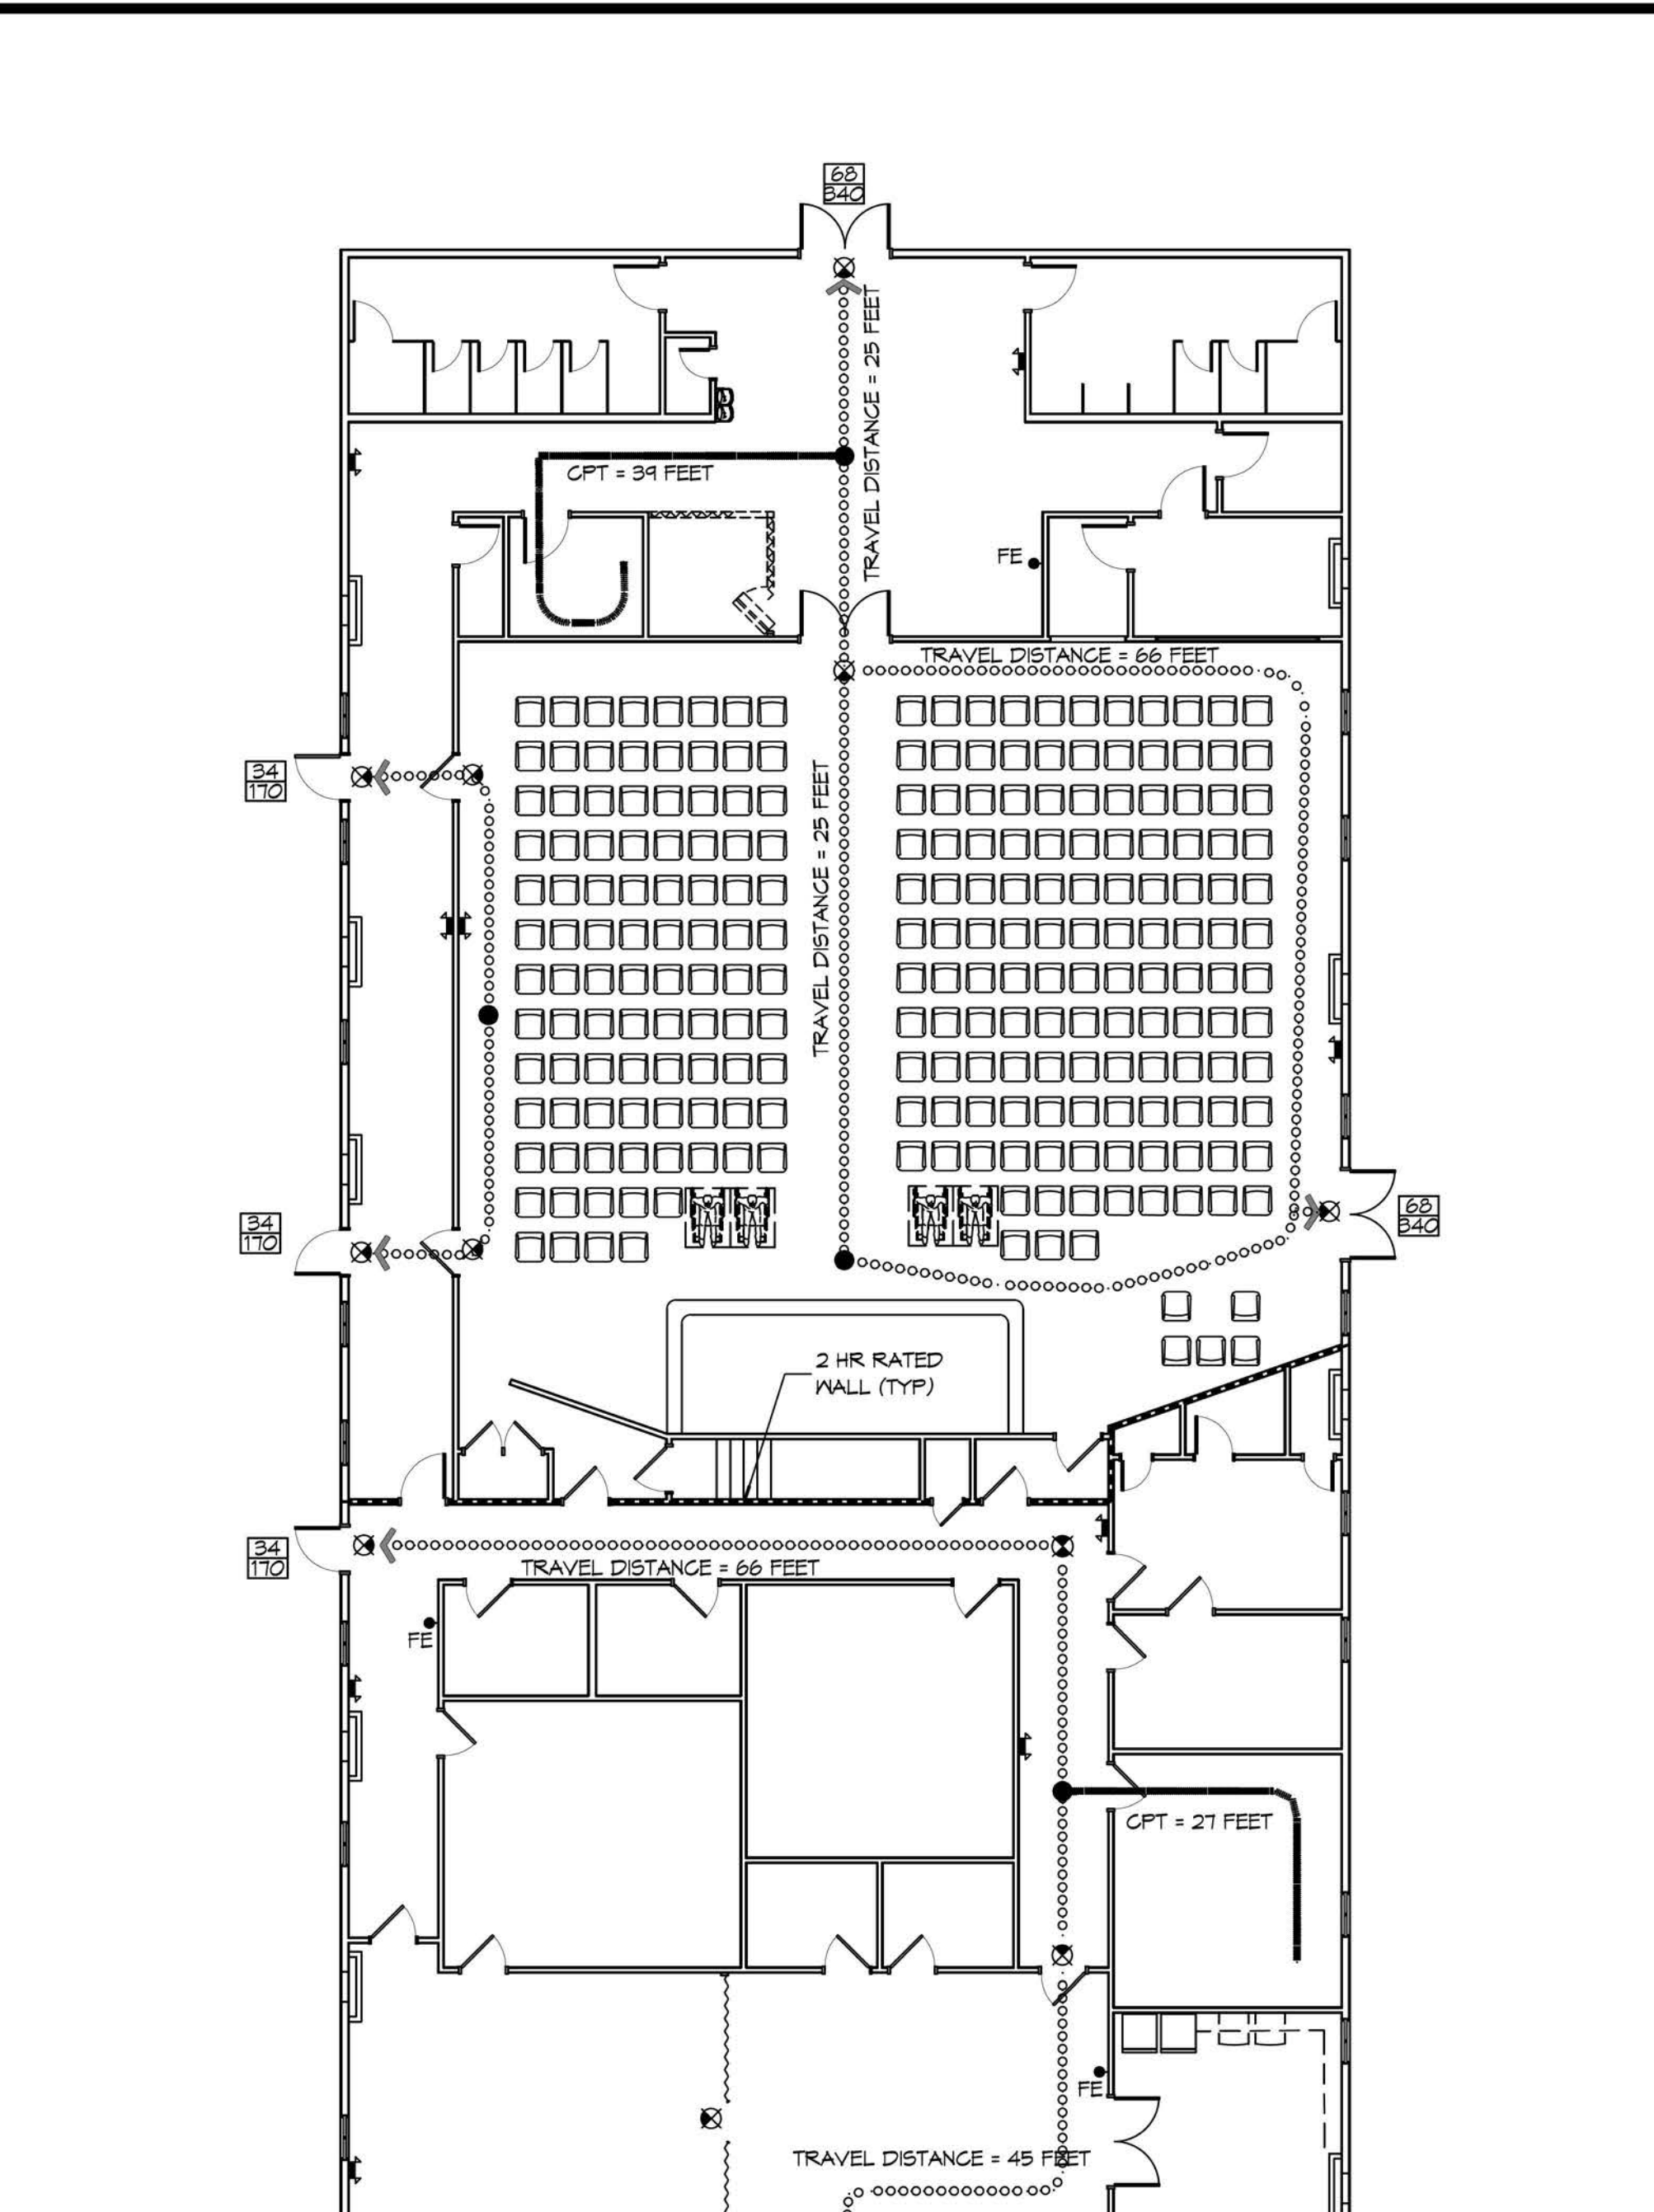 68
340
TRAVEL DISTANCE = 25 FEET
CPT = 39 FEET
FE
TRAVEL DISTANCE = 66 FEET
34
170
TRAVEL DISTANCE = 25 FEET
34
170
68
340
2 HR RATED
WALL (TYP)
34
170
TRAVEL DISTANCE = 66 FEET
FE
CPT = 27 FEET
FE
TRAVEL DISTANCE = 45 FEET